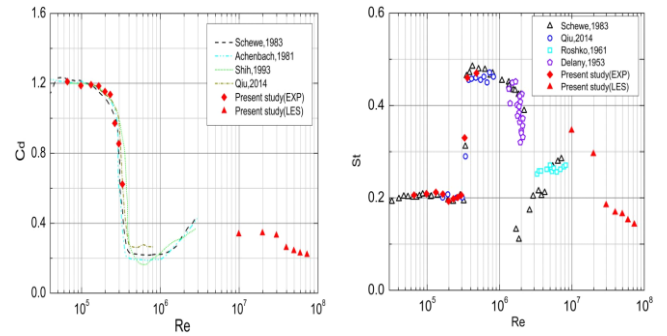 1.6
1.2
0.8
0.4
0.0
Cd
10^5
10^6
10^7
10^8
Re
Schewe,1983
Achenbach,1981
Shih,1993
Qiu,2014
Present study(EXP)
Present study(LES)
0.6
0.4
0.2
0.0
St
10^5
10^6
10^7
10^8
Re
Schewe,1983
Qiu,2014
Roshko,1961
Delany,1953
Present study(EXP)
Present study(LES)